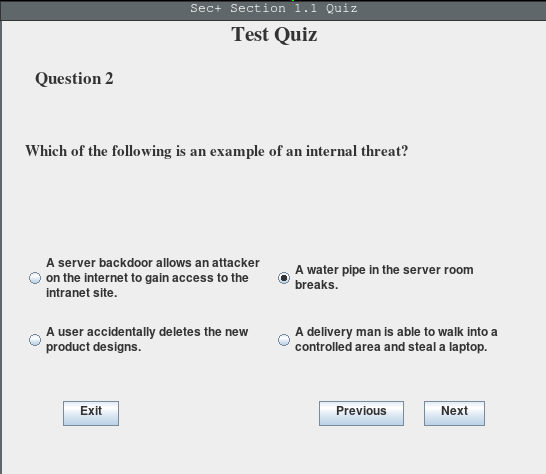 Sec+ Section 1.1 Quiz
Test Quiz
Question 2
Which of the following is an example of an internal threat?
A server backdoor allows an attacker
on the internet to gain access to the
intranet site.
A water pipe in the server room
breaks.
A user accidentally deletes the new
product designs.
A delivery man is able to walk into a
controlled area and steal a laptop.
Exit
Previous
Next